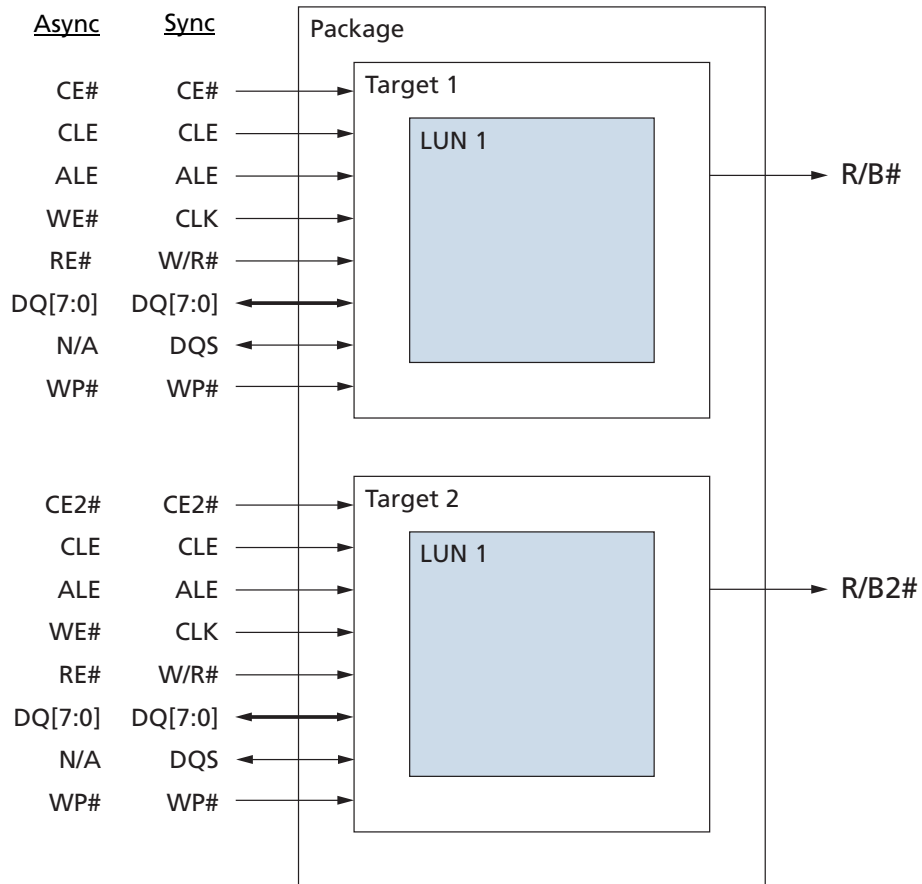 Async Sync Package
Target 1
CE# CE#
CLE CLE LUN 1
ALE ALE R/B#
WE# CLK
RE# W/R#
DQ[7:0] DQ[7:0]
N/A DQS
WP# WP#
Target 2
CE2# CE2#
CLE CLE LUN 1
ALE ALE R/B2#
WE# CLK
RE# W/R#
DQ[7:0] DQ[7:0]
N/A DQS
WP# WP#